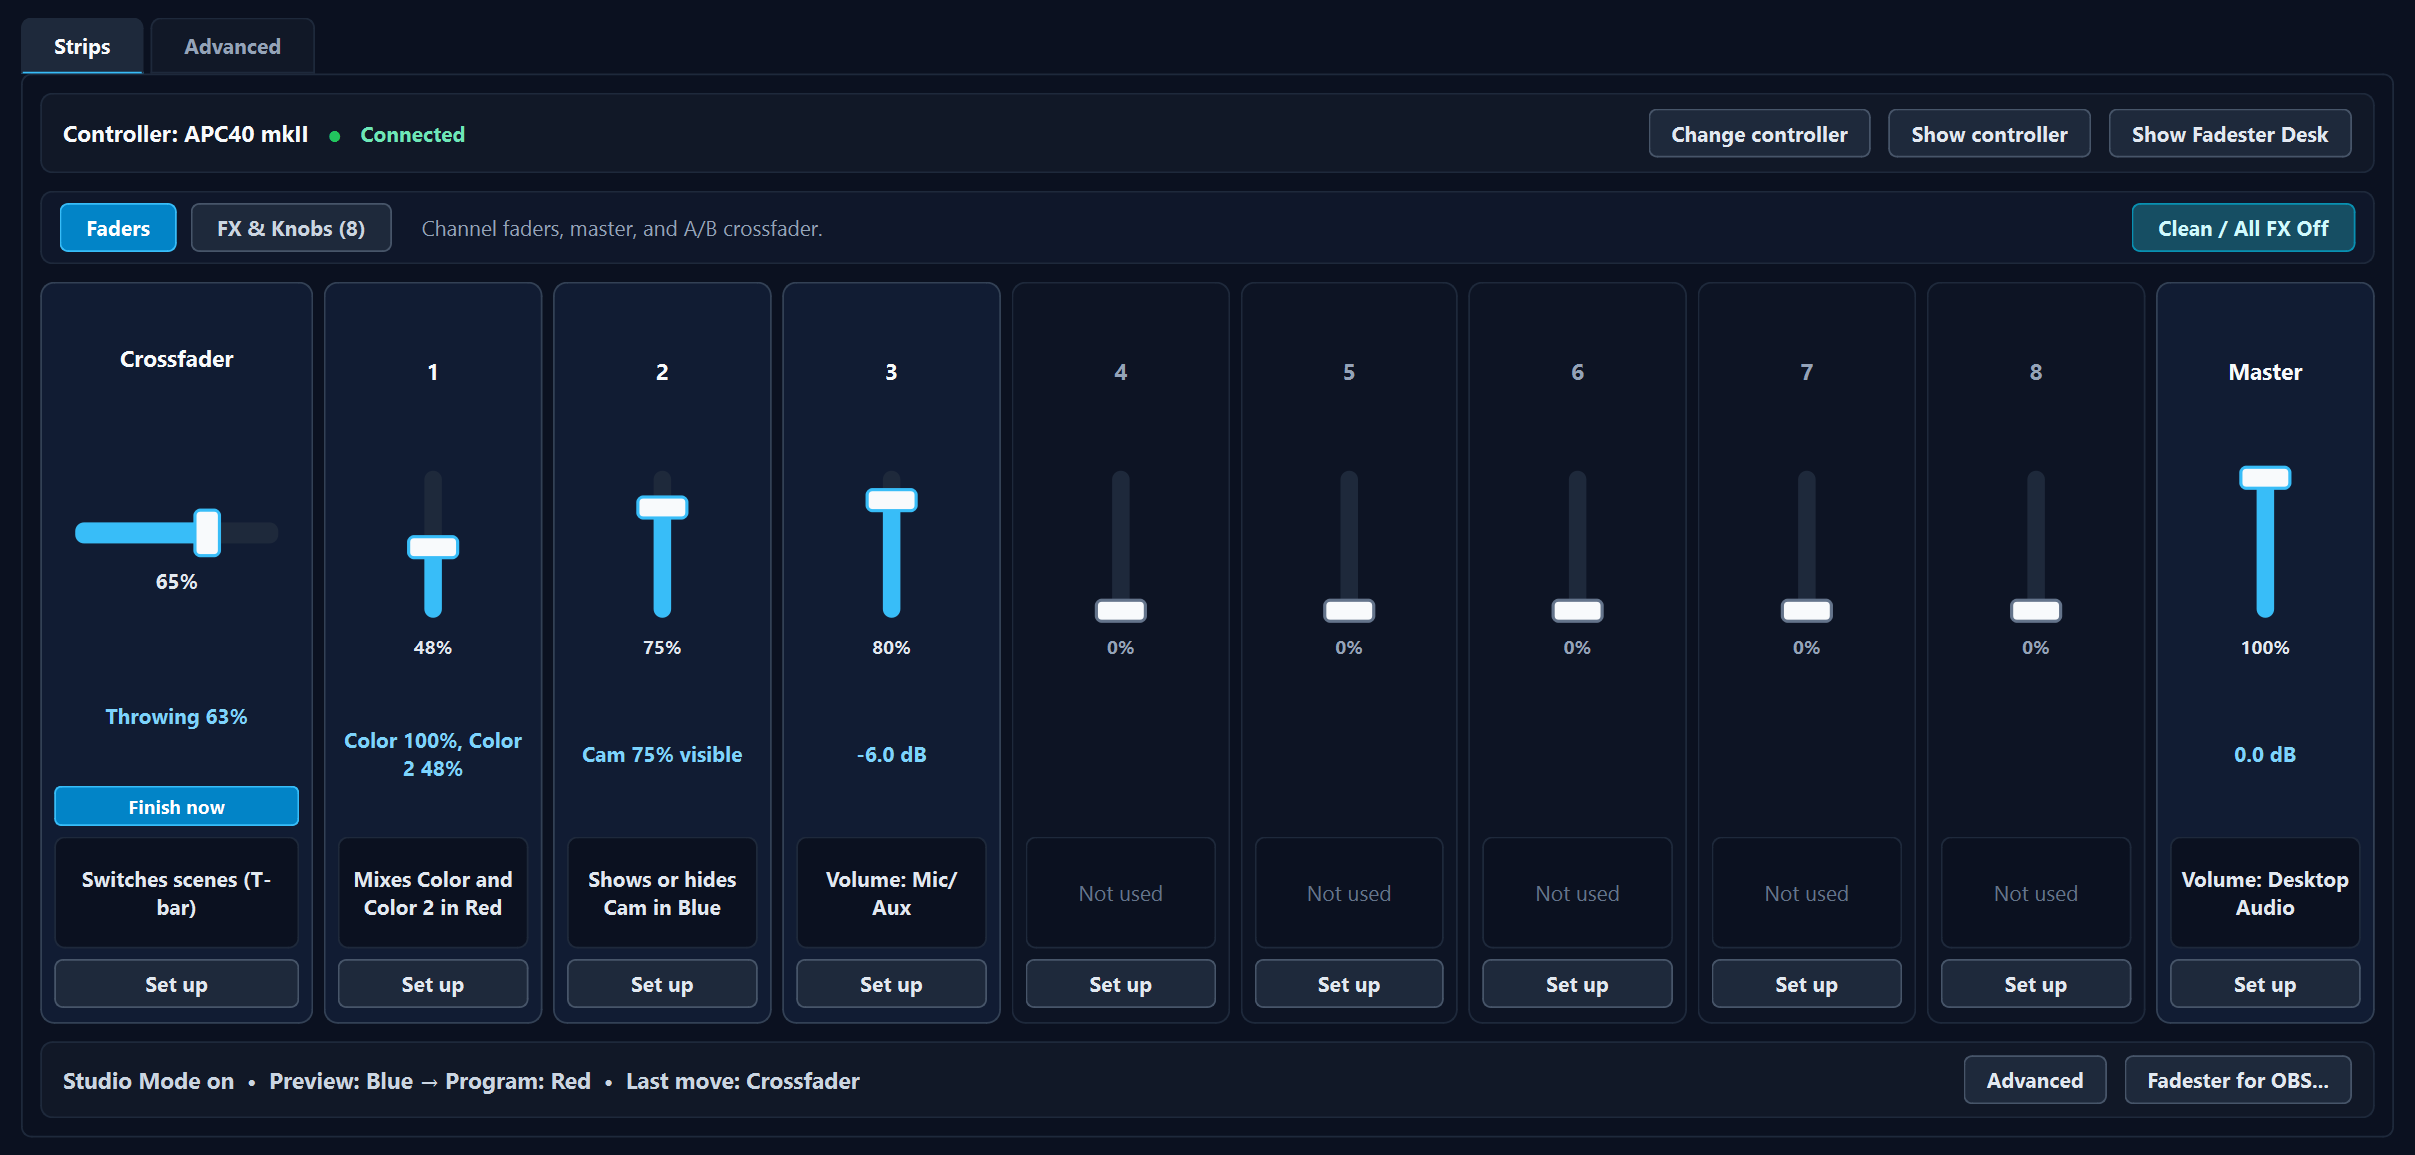 Strips
Advanced
Controller: APC40 mkII ● Connected
Change controller
Show controller
Show Fadester Desk
Faders
FX & Knobs (8)
Channel faders, master, and A/B crossfader.
Clean / All FX Off
Crossfader
65%
Throwing 63%
Finish now
Switches scenes (T-
bar)
Set up
1
48%
Color 100%, Color
2 48%
Mixes Color and
Color 2 in Red
Set up
2
75%
Cam 75% visible
Shows or hides
Cam in Blue
Set up
3
80%
-6.0 dB
Volume: Mic/
Aux
Set up
4
0%
Not used
Set up
5
0%
Not used
Set up
6
0%
Not used
Set up
7
0%
Not used
Set up
8
0%
Not used
Set up
Master
100%
0.0 dB
Volume: Desktop
Audio
Set up
Studio Mode on • Preview: Blue → Program: Red • Last move: Crossfader
Advanced
Fadester for OBS...